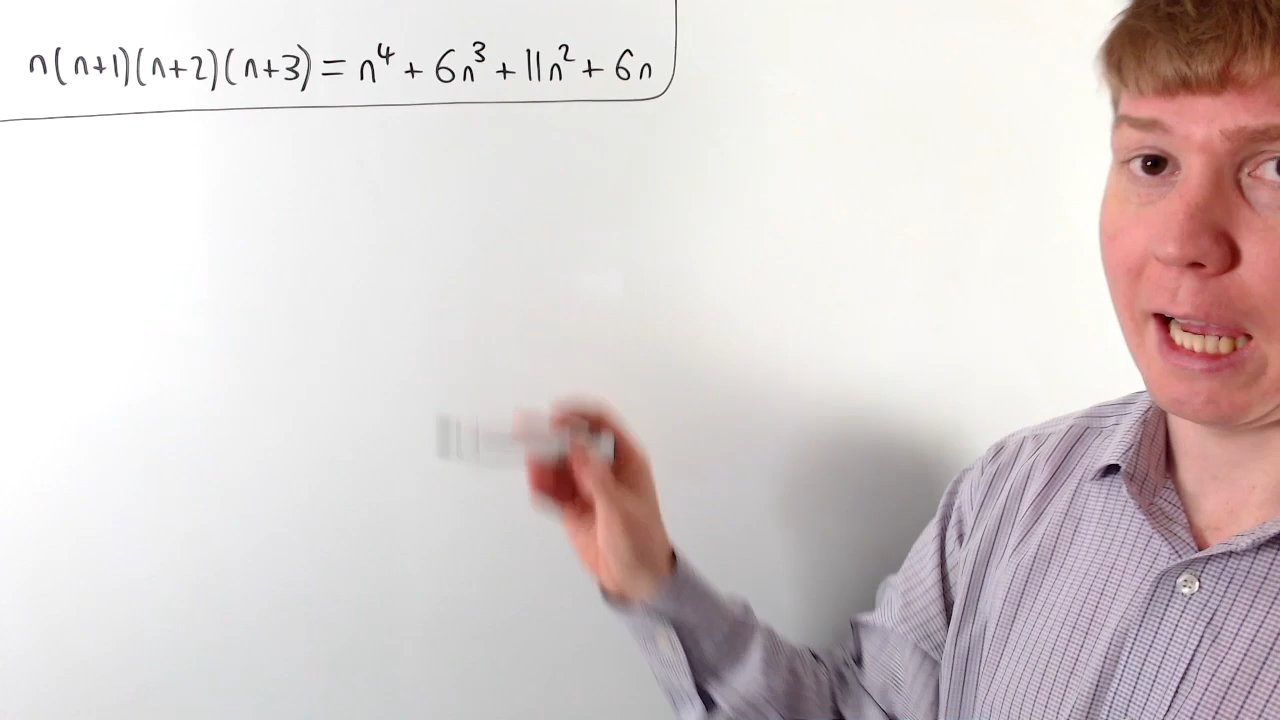 n(n+1)(n+2)(n+3) = n⁴ + 6n³ + 11n² + 6n